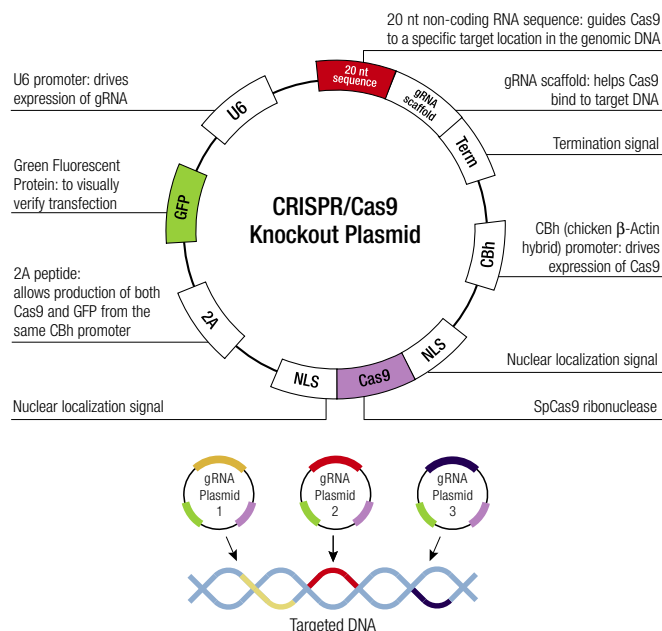 20 nt non-coding RNA sequence: guides Cas9
to a specific target location in the genomic DNA
U6 promoter: drives
expression of gRNA
20 nt
sequence
gRNA
scaffold
gRNA scaffold: helps Cas9
bind to target DNA
U6
Term
Termination signal
Green Fluorescent
Protein: to visually
verify transfection
GFP
CRISPR/Cas9
Knockout Plasmid
CBh
CBh (chicken β-Actin
hybrid) promoter: drives
expression of Cas9
2A peptide:
allows production of both
Cas9 and GFP from the
same CBh promoter
2A
NLS
Cas9
NLS
Nuclear localization signal
Nuclear localization signal
SpCas9 ribonuclease
gRNA
Plasmid
1
gRNA
Plasmid
2
gRNA
Plasmid
3
Targeted DNA